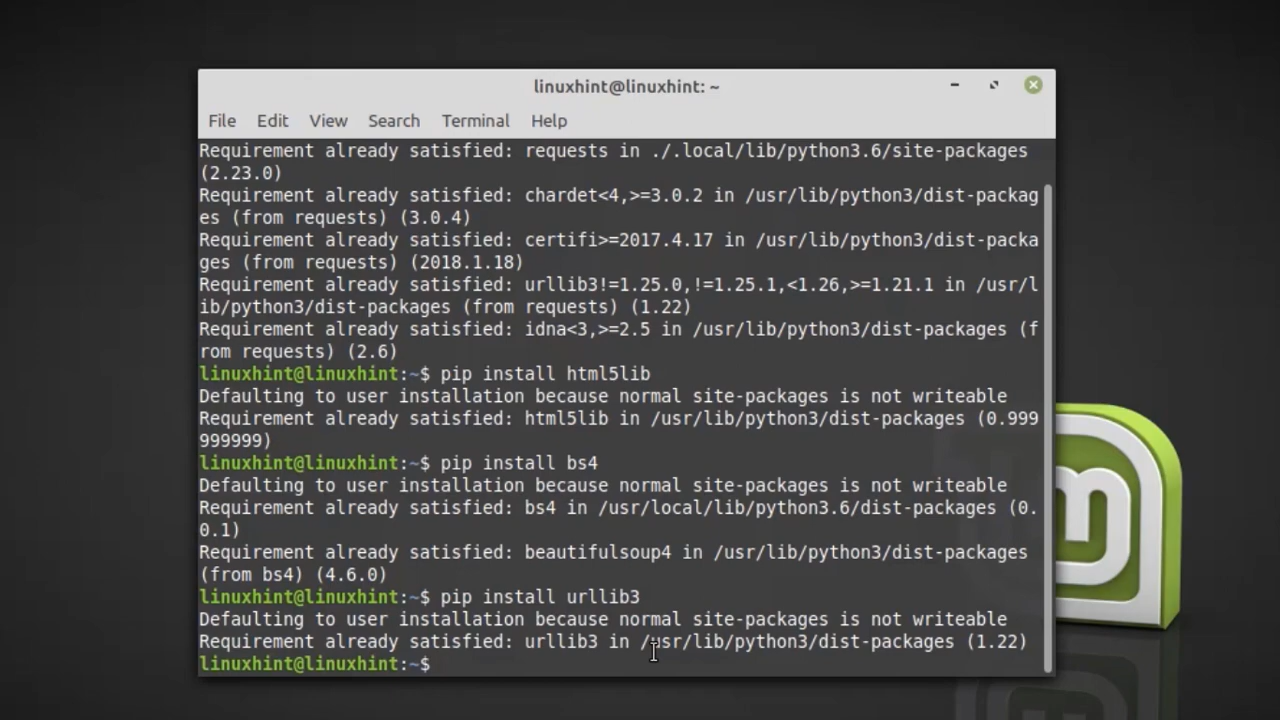 linuxhint@linuxhint: ~
File Edit View Search Terminal Help
Requirement already satisfied: requests in ./.local/lib/python3.6/site-packages
(2.23.0)
Requirement already satisfied: chardet<4,>=3.0.2 in /usr/lib/python3/dist-packag
es (from requests) (3.0.4)
Requirement already satisfied: certifi>=2017.4.17 in /usr/lib/python3/dist-packa
ges (from requests) (2018.1.18)
Requirement already satisfied: urllib3!=1.25.0,!=1.25.1,<1.26,>=1.21.1 in /usr/l
ib/python3/dist-packages (from requests) (1.22)
Requirement already satisfied: idna<3,>=2.5 in /usr/lib/python3/dist-packages (f
rom requests) (2.6)
linuxhint@linuxhint:~$ pip install html5lib
Defaulting to user installation because normal site-packages is not writeable
Requirement already satisfied: html5lib in /usr/lib/python3/dist-packages (0.999
999999)
linuxhint@linuxhint:~$ pip install bs4
Defaulting to user installation because normal site-packages is not writeable
Requirement already satisfied: bs4 in /usr/local/lib/python3.6/dist-packages (0.
0.1)
Requirement already satisfied: beautifulsoup4 in /usr/lib/python3/dist-packages
(from bs4) (4.6.0)
linuxhint@linuxhint:~$ pip install urllib3
Defaulting to user installation because normal site-packages is not writeable
Requirement already satisfied: urllib3 in /usr/lib/python3/dist-packages (1.22)
linuxhint@linuxhint:~$